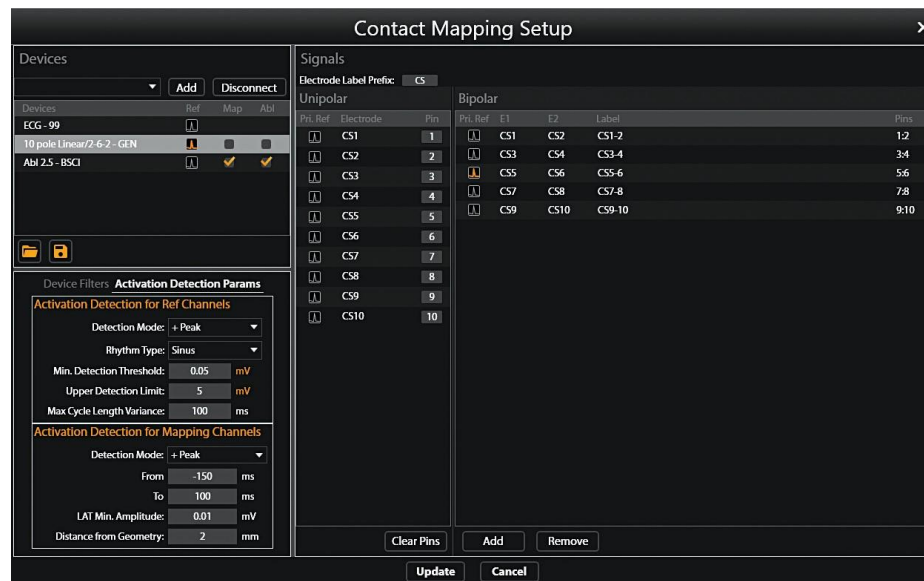 Contact Mapping Setup
Devices
Add Disconnect
Devices Ref Map Abl
ECG - 99
10 pole Linear/2-6-2 - GEN
Abl 2.5 - BSCI
Device Filters Activation Detection Params
Activation Detection for Ref Channels
Detection Mode: + Peak
Rhythm Type: Sinus
Min. Detection Threshold: 0.05 mV
Upper Detection Limit: 5 mV
Max Cycle Length Variance: 100 ms
Activation Detection for Mapping Channels
Detection Mode: + Peak
From -150 ms
To 100 ms
LAT Min. Amplitude: 0.01 mV
Distance from Geometry: 2 mm
Signals
Electrode Label Prefix: CS
Unipolar
Pri. Ref Electrode Pin
CS1 1
CS2 2
CS3 3
CS4 4
CS5 5
CS6 6
CS7 7
CS8 8
CS9 9
CS10 10
Clear Pins
Bipolar
Pri. Ref E1 E2 Label Pins
CS1 CS2 CS1-2 1:2
CS3 CS4 CS3-4 3:4
CS5 CS6 CS5-6 5:6
CS7 CS8 CS7-8 7:8
CS9 CS10 CS9-10 9:10
Add Remove
Update Cancel